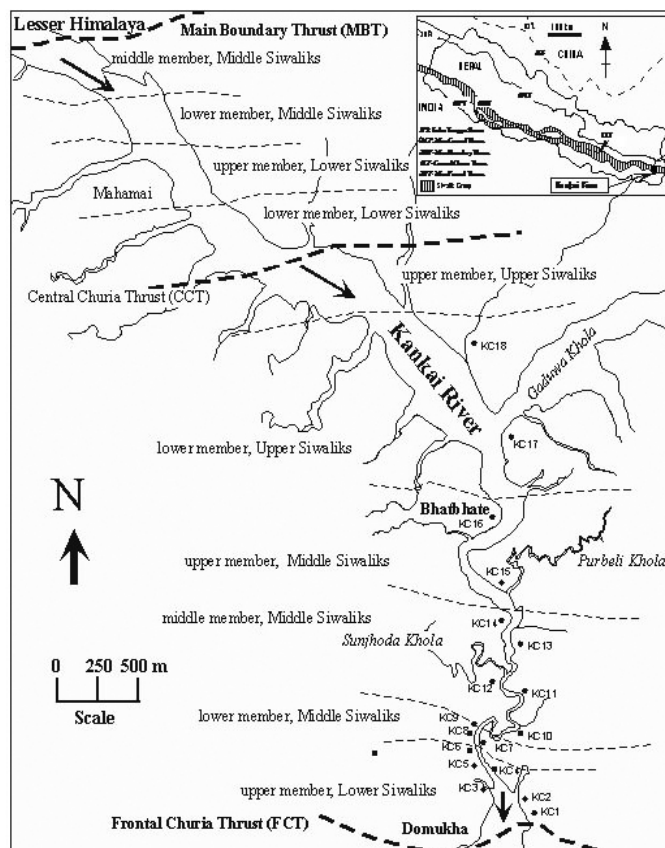 Lesser Himalaya
Main Boundary Thrust (MBT)
middle member, Middle Siwaliks
lower member, Middle Siwaliks
upper member, Lower Siwaliks
Mahamai
lower member, Lower Siwaliks
upper member, Upper Siwaliks
Central Churia Thrust (CCT)
N
CHINA
NEPAL
INDIA
Kankai River
KC18
Kankai River
KC17
lower member, Upper Siwaliks
N
Bhatbhate
KC16
upper member, Middle Siwaliks
Purbeli Khola
KC15
middle member, Middle Siwaliks
KC14
KC13
0 250 500 m
Scale
KC12
KC11
lower member, Middle Siwaliks
KC9
KC8
KC10
KC7
KC6
KC5
upper member, Lower Siwaliks
KC3
KC2
KC1
Frontal Churia Thrust (FCT)
Domukha